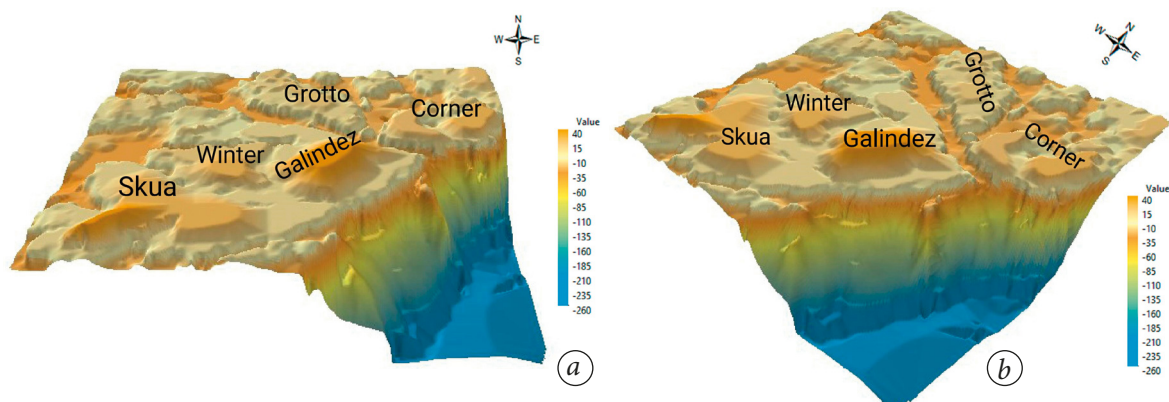 N
W E
S
Grotto
Corner
Winter
Galindez
Skua
Value
40
15
-10
-35
-60
-85
-110
-135
-160
-185
-210
-235
-260
a
N
W E
S
Grotto
Winter
Skua
Galindez
Corner
Value
40
15
-10
-35
-60
-85
-110
-135
-160
-185
-210
-235
-260
b